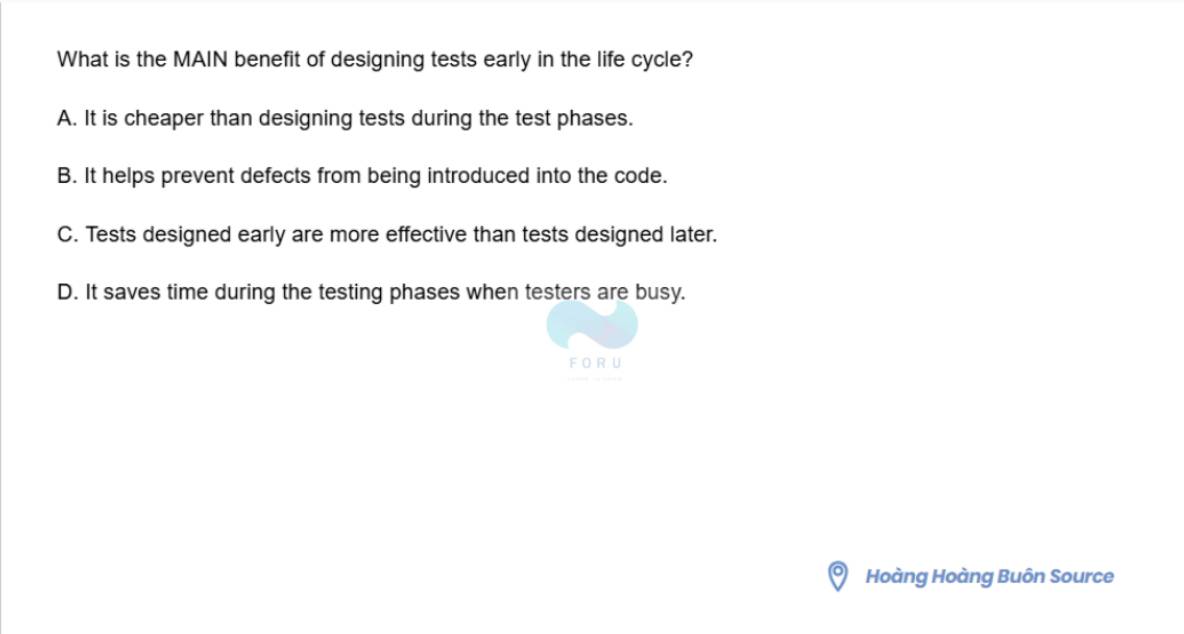 What is the MAIN benefit of designing tests early in the life cycle?
A. It is cheaper than designing tests during the test phases.
B. It helps prevent defects from being introduced into the code.
C. Tests designed early are more effective than tests designed later.
D. It saves time during the testing phases when testers are busy.
FORU
Hoàng Hoàng Buôn Source